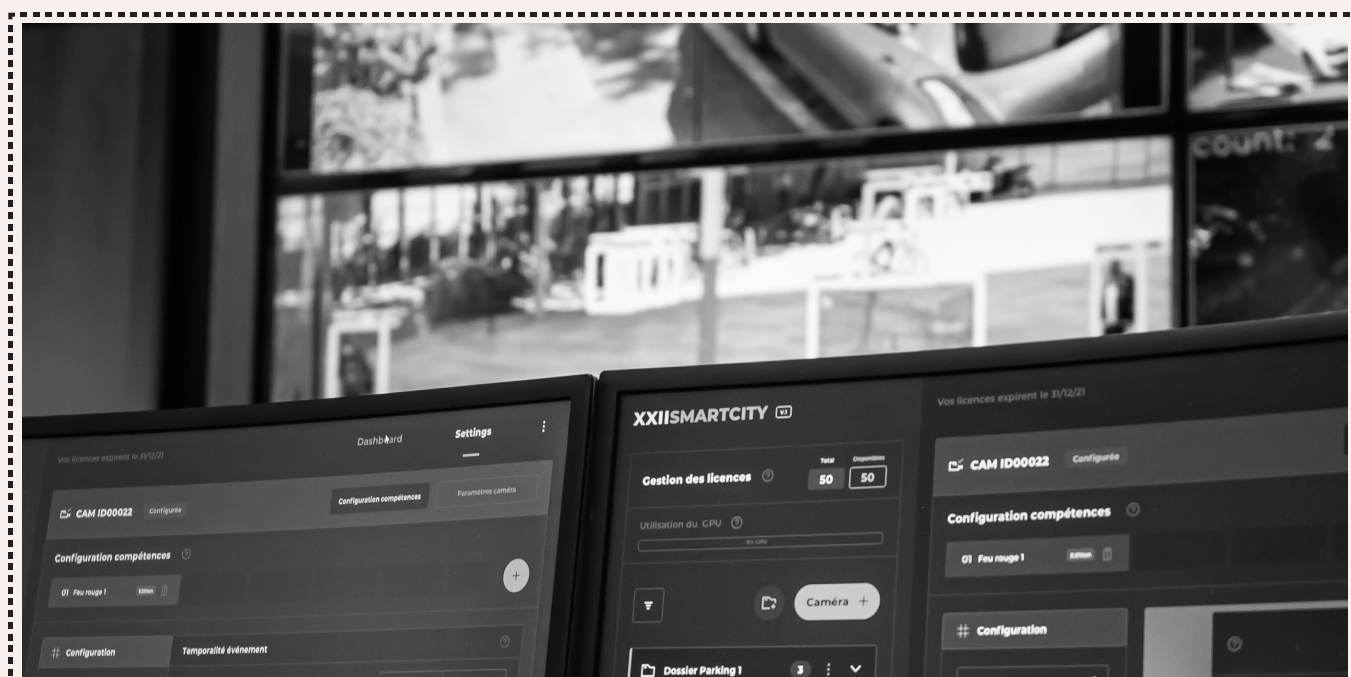 count: 2
Vos licences expirent le 31/12/21
Dashboard
Settings
CAM ID00022
Configurée
Configuration compétences
Paramètres caméra
Configuration compétences
01 Feu rouge 1
Edition
+
Configuration
Temporalité événement
XXIISMARTCITY
Gestion des licences
Total
50
Disponibles
50
Utilisation du GPU
0% GPU
Caméra +
Dossier Parking 1
3
Vos licences expirent le 31/12/21
CAM ID00022
Configurée
Configuration compétences
01 Feu rouge 1
Edition
Configuration